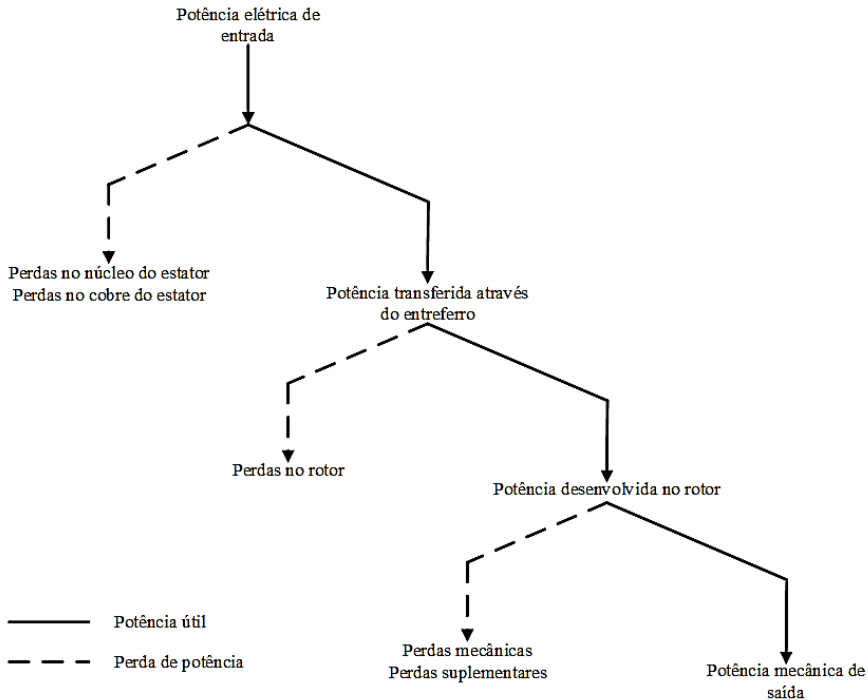 Potência elétrica de
entrada
Perdas no núcleo do estator
Perdas no cobre do estator
Potência transferida através
do entreferro
Perdas no rotor
Potência desenvolvida no rotor
Perdas mecânicas
Perdas suplementares
Potência mecânica de
saída
Potência útil
Perda de potência